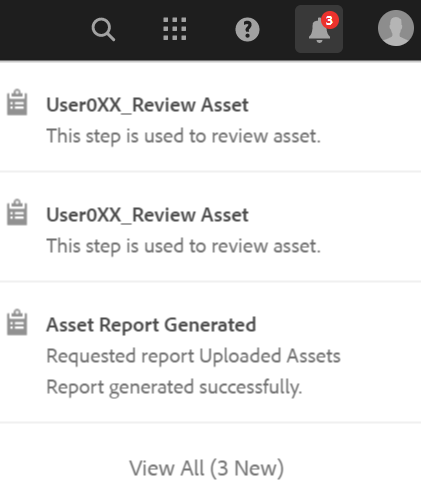 ?
3
User0XX_Review Asset
This step is used to review asset.
User0XX_Review Asset
This step is used to review asset.
Asset Report Generated
Requested report Uploaded Assets
Report generated successfully.
View All (3 New)